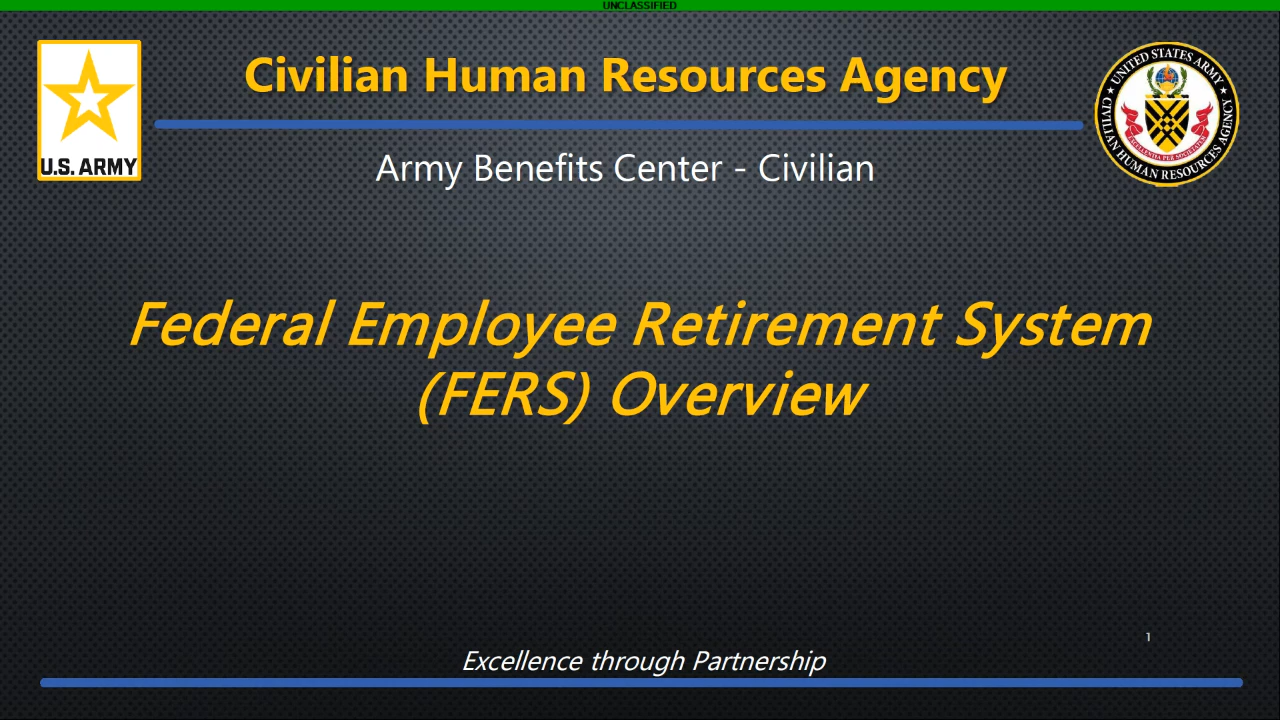 UNCLASSIFIED
Civilian Human Resources Agency
U.S. ARMY
Army Benefits Center - Civilian
UNITED STATES ARMY
CIVILIAN HUMAN RESOURCES AGENCY
Federal Employee Retirement System
(FERS) Overview
1
Excellence through Partnership